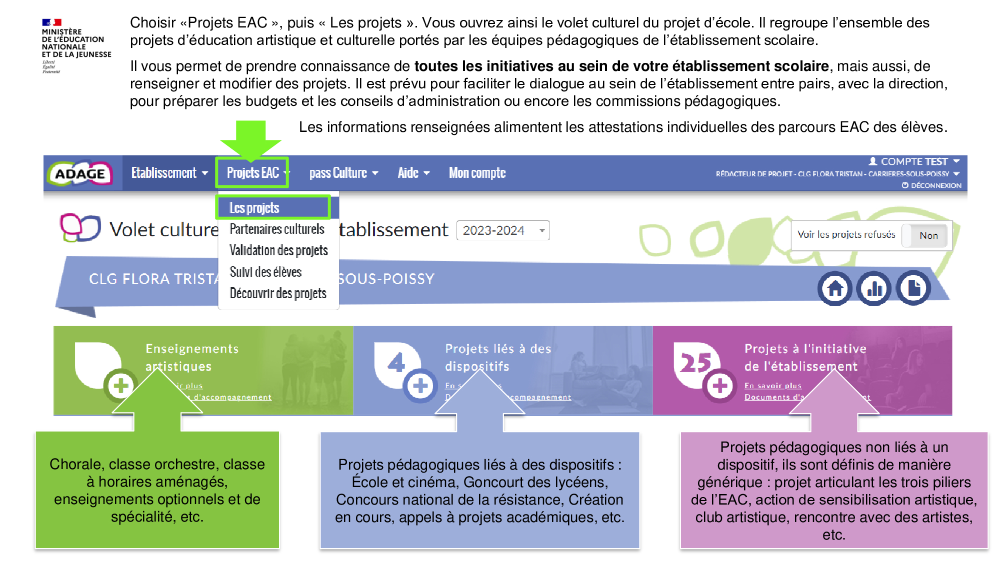 MINISTÈRE
DE L'ÉDUCATION
NATIONALE
ET DE LA JEUNESSE
Liberté
Égalité
Fraternité
Choisir «Projets EAC », puis « Les projets ». Vous ouvrez ainsi le volet culturel du projet d’école. Il regroupe l’ensemble des
projets d’éducation artistique et culturelle portés par les équipes pédagogiques de l’établissement scolaire.
Il vous permet de prendre connaissance de toutes les initiatives au sein de votre établissement scolaire, mais aussi, de
renseigner et modifier des projets. Il est prévu pour faciliter le dialogue au sein de l’établissement entre pairs, avec la direction,
pour préparer les budgets et les conseils d’administration ou encore les commissions pédagogiques.
Les informations renseignées alimentent les attestations individuelles des parcours EAC des élèves.
ADAGE
Etablissement
Projets EAC
pass Culture
Aide
Mon compte
COMPTE TEST
RÉDACTEUR DE PROJET - CLG FLORA TRISTAN - CARRIERES-SOUS-POISSY
DÉCONNEXION
Les projets
Partenaires culturels
Validation des projets
Suivi des élèves
Découvrir des projets
Volet culture tablissement 2023-2024
Voir les projets refusés Non
CLG FLORA TRISTA SOUS-POISSY
Enseignements
artistiques
ir plus
s d'accompagnement
4
Projets liés à des
dispositifs
En s s
D compagnement
25
Projets à l'initiative
de l'établissement
En savoir plus
Documents d'a nt
Chorale, classe orchestre, classe
à horaires aménagés,
enseignements optionnels et de
spécialité, etc.
Projets pédagogiques liés à des dispositifs :
École et cinéma, Goncourt des lycéens,
Concours national de la résistance, Création
en cours, appels à projets académiques, etc.
Projets pédagogiques non liés à un
dispositif, ils sont définis de manière
générique : projet articulant les trois piliers
de l’EAC, action de sensibilisation artistique,
club artistique, rencontre avec des artistes,
etc.